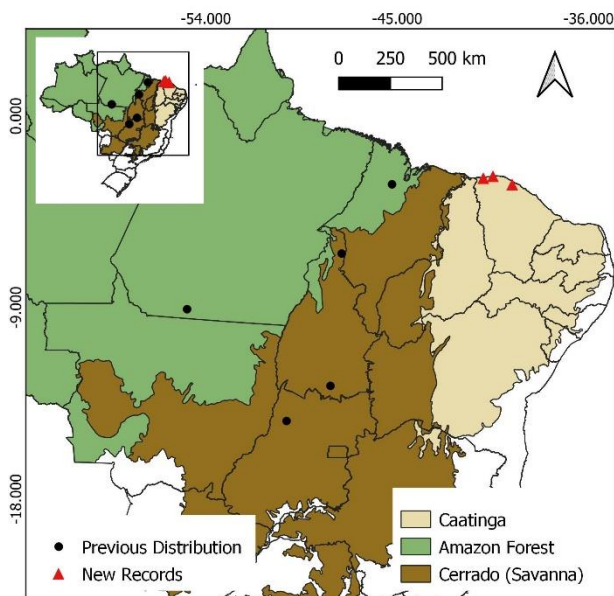 -54.000 -45.000 -36.000
0 250 500 km
0.000
-9.000
-18.000
Previous Distribution
New Records
Caatinga
Amazon Forest
Cerrado (Savanna)